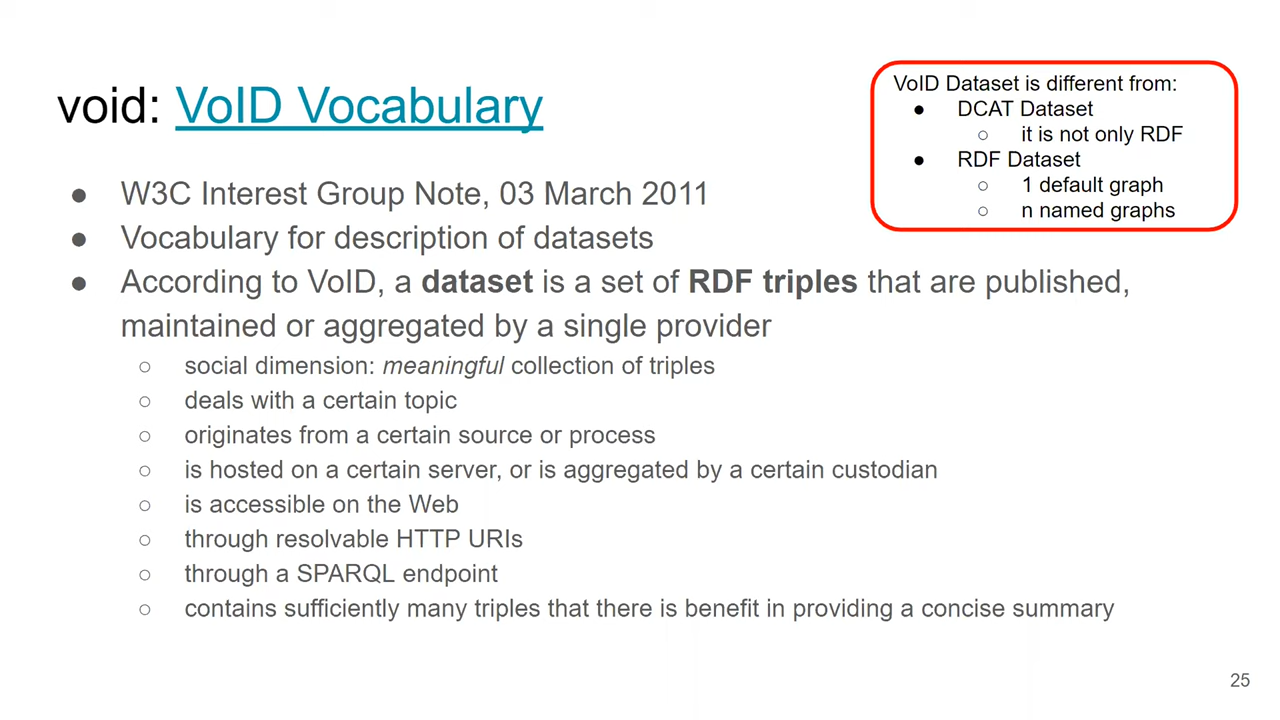 void: VoID Vocabulary
VoID Dataset is different from:
● DCAT Dataset
○ it is not only RDF
● RDF Dataset
○ 1 default graph
○ n named graphs
● W3C Interest Group Note, 03 March 2011
● Vocabulary for description of datasets
● According to VoID, a dataset is a set of RDF triples that are published,
maintained or aggregated by a single provider
○ social dimension: meaningful collection of triples
○ deals with a certain topic
○ originates from a certain source or process
○ is hosted on a certain server, or is aggregated by a certain custodian
○ is accessible on the Web
○ through resolvable HTTP URIs
○ through a SPARQL endpoint
○ contains sufficiently many triples that there is benefit in providing a concise summary
25